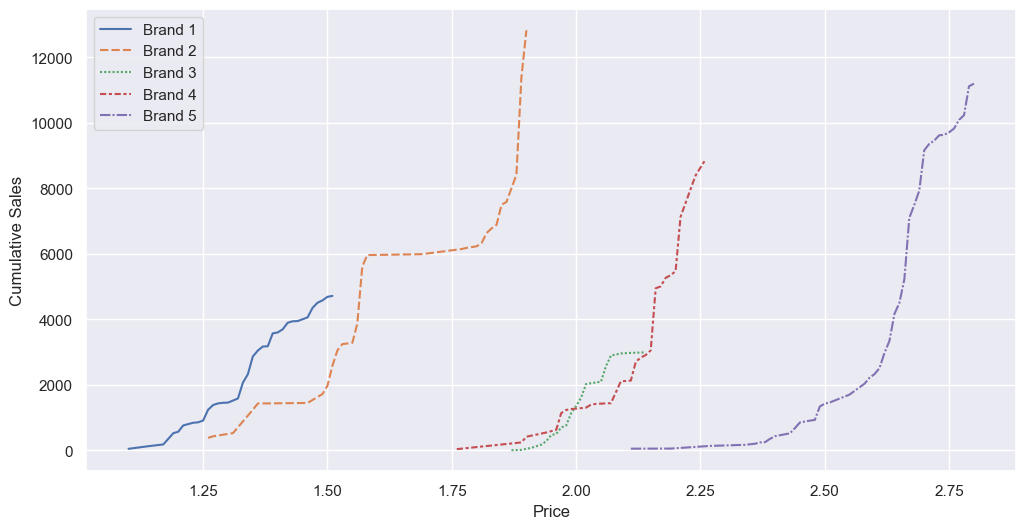 Brand 1
Brand 2
Brand 3
Brand 4
Brand 5
Cumulative Sales
12000
10000
8000
6000
4000
2000
0
1.25 1.50 1.75 2.00 2.25 2.50 2.75
Price